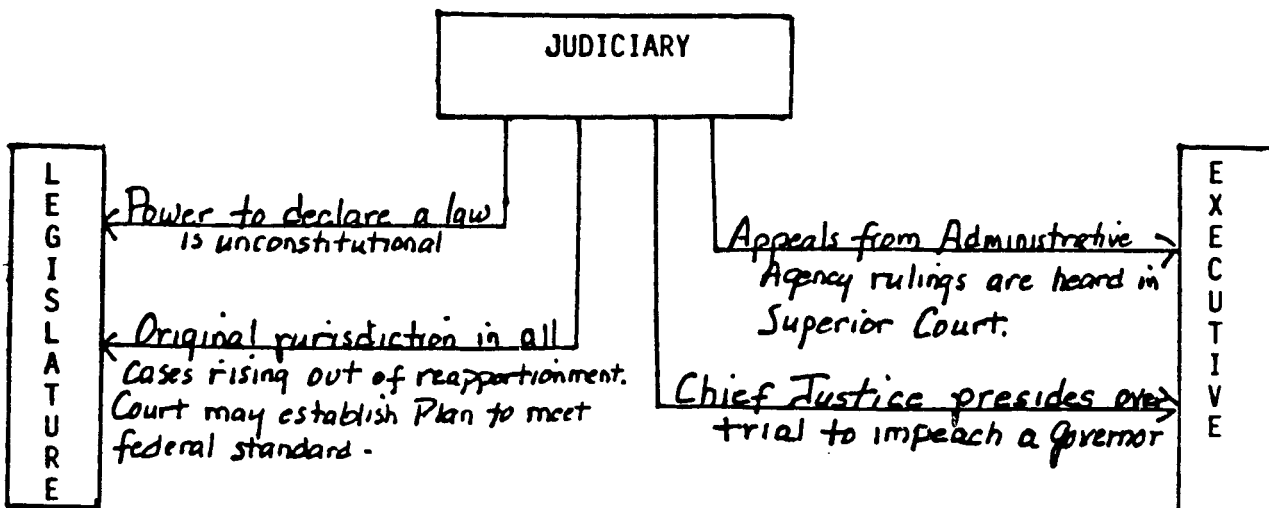 JUDICIARY
LEGISLATURE
Power to declare a law
is unconstitutional
Original jurisdiction in all
cases rising out of reapportionment.
Court may establish Plan to meet
federal standard.
Appeals from Administrative
Agency rulings are heard in
Superior Court.
Chief Justice presides over
trial to impeach a Governor
EXECUTIVE